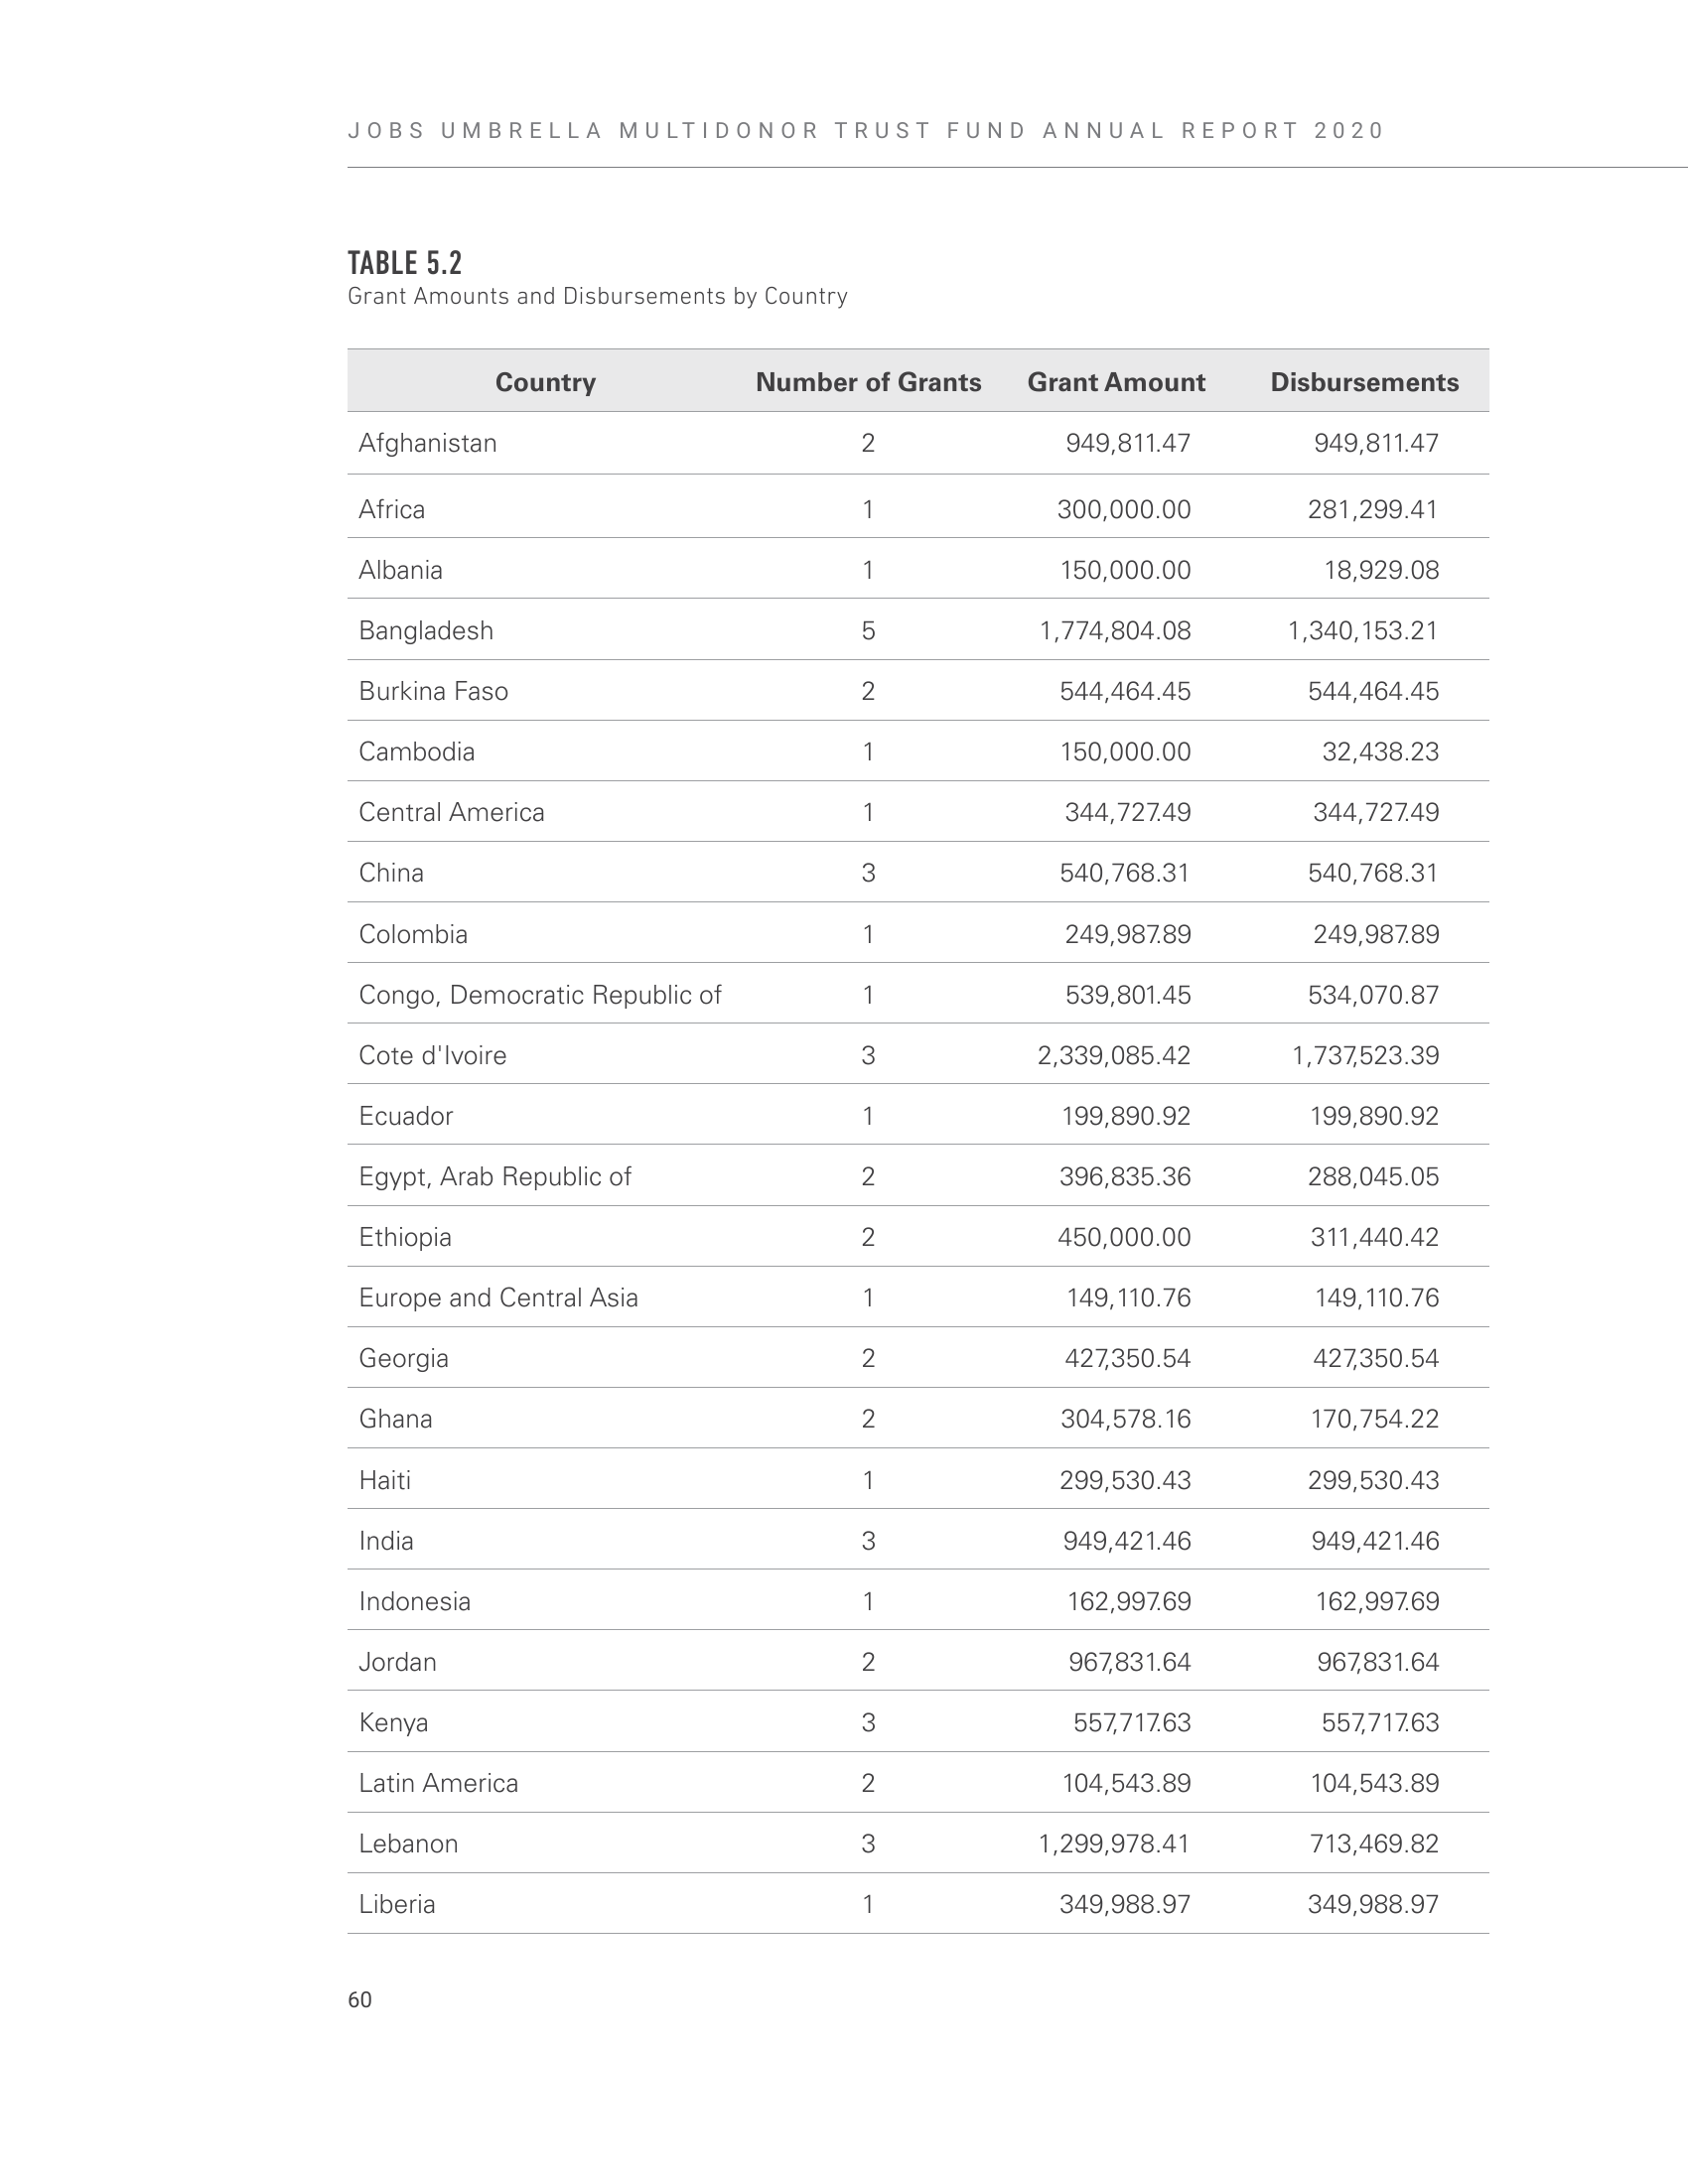 JOBS UMBRELLA MULTIDONOR TRUST FUND ANNUAL REPORT 2020
TABLE 5.2
Grant Amounts and Disbursements by Country
Country Number of Grants Grant Amount Disbursements
Afghanistan 2 949,811.47 949,811.47
Africa 1 300,000.00 281,299.41
Albania 1 150,000.00 18,929.08
Bangladesh 5 1,774,804.08 1,340,153.21
Burkina Faso 2 544,464.45 544,464.45
Cambodia 1 150,000.00 32,438.23
Central America 1 344,727.49 344,727.49
China 3 540,768.31 540,768.31
Colombia 1 249,987.89 249,987.89
Congo, Democratic Republic of 1 539,801.45 534,070.87
Cote d'Ivoire 3 2,339,085.42 1,737,523.39
Ecuador 1 199,890.92 199,890.92
Egypt, Arab Republic of 2 396,835.36 288,045.05
Ethiopia 2 450,000.00 311,440.42
Europe and Central Asia 1 149,110.76 149,110.76
Georgia 2 427,350.54 427,350.54
Ghana 2 304,578.16 170,754.22
Haiti 1 299,530.43 299,530.43
India 3 949,421.46 949,421.46
Indonesia 1 162,997.69 162,997.69
Jordan 2 967,831.64 967,831.64
Kenya 3 557,717.63 557,717.63
Latin America 2 104,543.89 104,543.89
Lebanon 3 1,299,978.41 713,469.82
Liberia 1 349,988.97 349,988.97
60